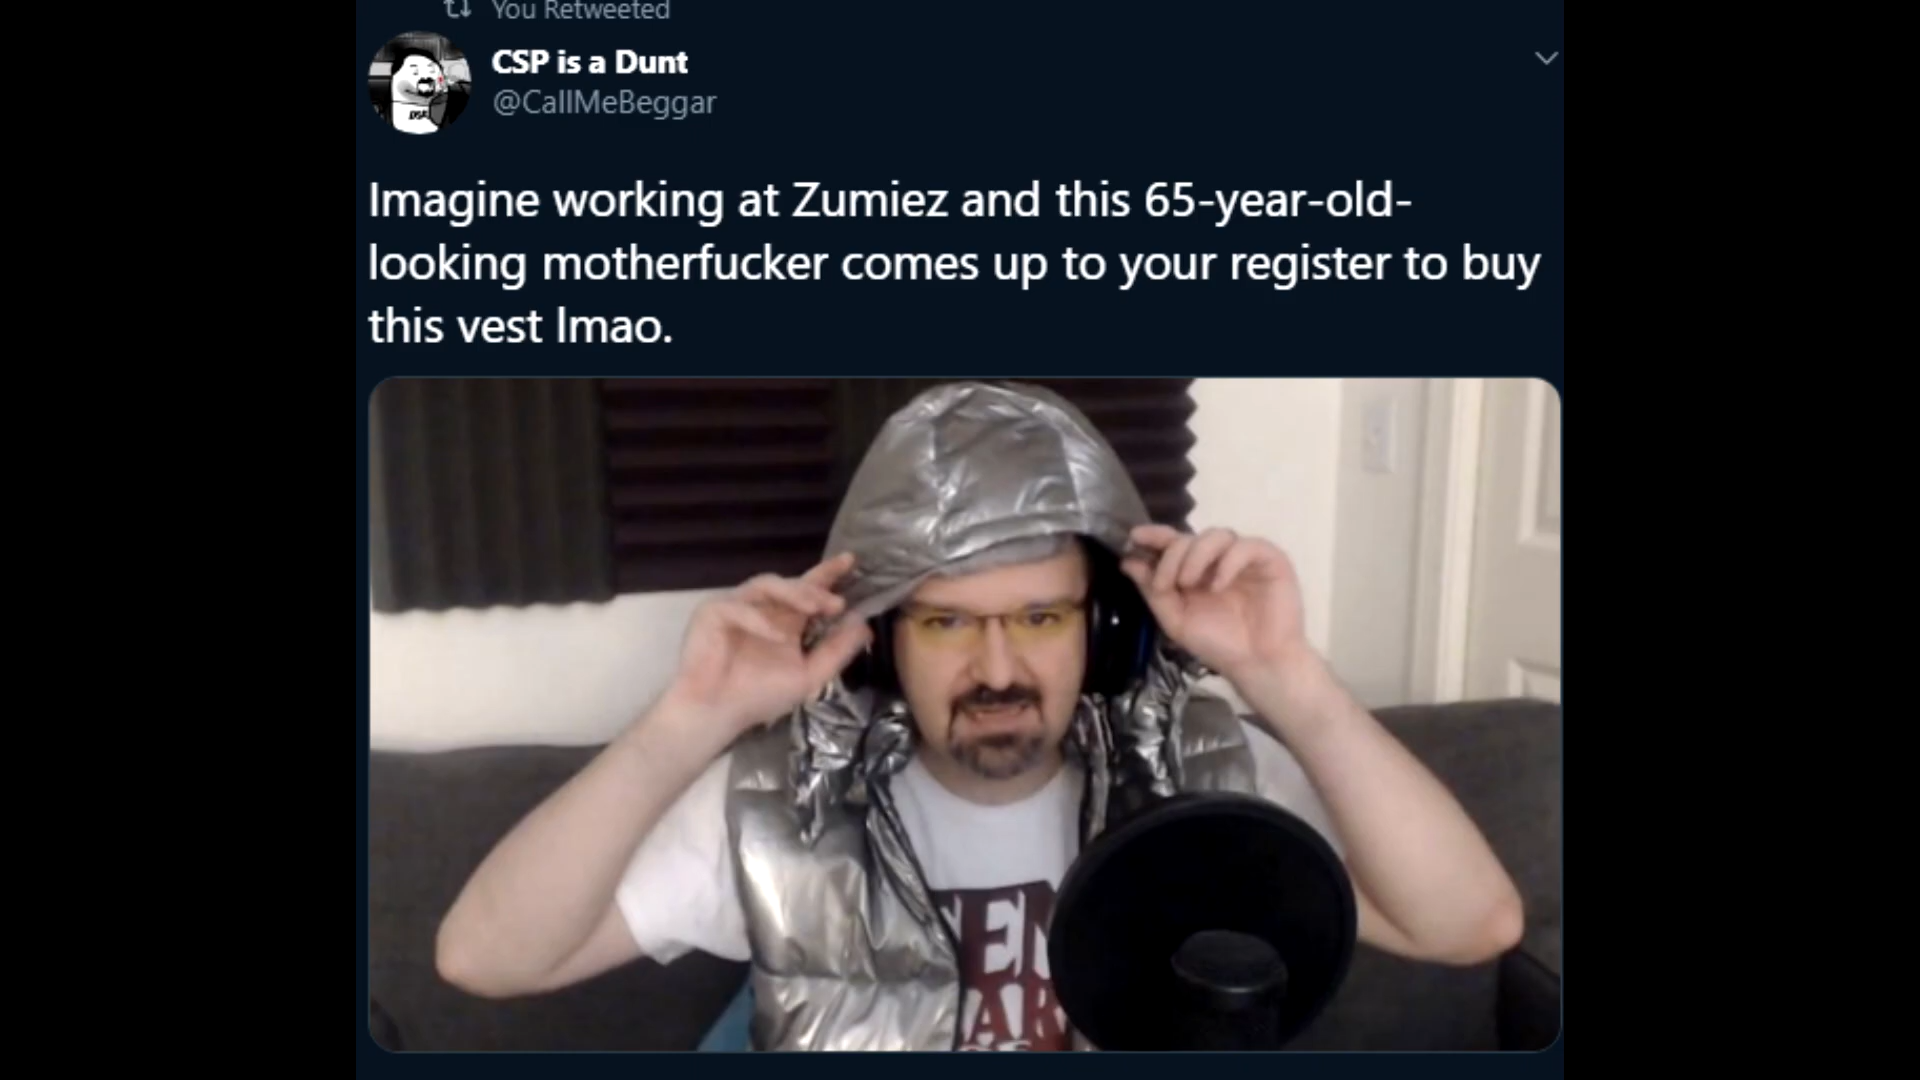 You Retweeted
CSP is a Dunt
@CallMeBeggar
Imagine working at Zumiez and this 65-year-old-
looking motherfucker comes up to your register to buy
this vest lmao.